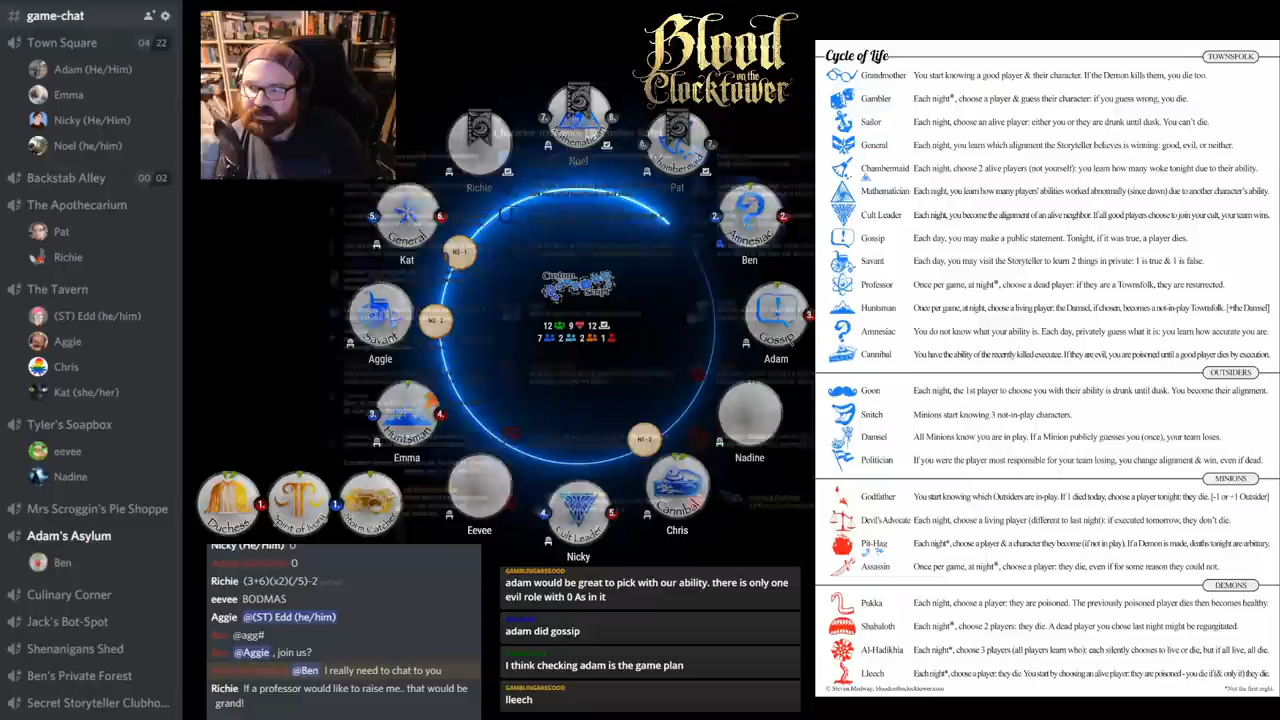 # game-chat
Town Square 04 22
Adam (He/Him)
Emma
Nicky (He/Him)
Noel (he/him)
Backstab Alley 00 02
The Aportarium
Pat
Richie
The Tavern
(ST) Edd (he/him)
Aggie
Chris
Kat (she/her)
Tyler's Soapbox
eevee
Nadine
Mrs Scarlem's Pie Shoppe
Adam's Asylum
Ben
Culinary Corner
Jack's Bot-Spot
Shenanigans Shed
Ben's Private Forest
Secret Storyteller Clubho...
Blood
on the
Clocktower
Richie
Noel
Chambermaid
Pat
General
Kat
Amnesiac
Ben
Savant
Aggie
Gossip
Adam
Huntsman
Emma
Nadine
Duchess
Eevee
Cult Leader
Nicky
Cannibal
Chris
Custom
Script
12 9 12
7 2 2 1
N3-1
N2-2
N1-2
Nicky (He/Him) 0
0
Richie (3+6)(x2)(/5)-2
eevee BODMAS
Aggie @(ST) Edd (he/him)
Ben @agg#
Ben @Aggie , join us?
@Ben I really need to chat to you
Richie If a professor would like to raise me.. that would be
grand!
GAMBLINGAREGOOD
adam would be great to pick with our ability. there is only one
evil role with 0 As in it
adam did gossip
I think checking adam is the game plan
GAMBLINGAREGOOD
lleech
Cycle of Life
TOWNSFOLK
Grandmother You start knowing a good player & their character. If the Demon kills them, you die too.
Gambler Each night*, choose a player & guess their character: if you guess wrong, you die.
Sailor Each night, choose an alive player: either you or they are drunk until dusk. You can't die.
General Each night, you learn which alignment the Storyteller believes is winning: good, evil, or neither.
Chambermaid Each night, choose 2 alive players (not yourself): you learn how many woke tonight due to their ability.
Mathematician Each night, you learn how many players' abilities worked abnormally (since dawn) due to another character's ability.
Cult Leader Each night, you become the alignment of an alive neighbor. If all good players choose to join your cult, your team wins.
Gossip Each day, you may make a public statement. Tonight, if it was true, a player dies.
Savant Each day, you may visit the Storyteller to learn 2 things in private: 1 is true & 1 is false.
Professor Once per game, at night*, choose a dead player: if they are a Townsfolk, they are resurrected.
Huntsman Once per game, at night, choose a living player: the Damsel, if chosen, becomes a not-in-play Townsfolk. [+the Damsel]
Amnesiac You do not know what your ability is. Each day, privately guess what it is: you learn how accurate you are.
Cannibal You have the ability of the recently killed executee. If they are evil, you are poisoned until a good player dies by execution.
OUTSIDERS
Goon Each night, the 1st player to choose you with their ability is drunk until dusk. You become their alignment.
Snitch Minions start knowing 3 not-in-play characters.
Damsel All Minions know you are in play. If a Minion publicly guesses you (once), your team loses.
Politician If you were the player most responsible for your team losing, you change alignment & win, even if dead.
MINIONS
Godfather You start knowing which Outsiders are in-play. If 1 died today, choose a player tonight: they die. [-1 or +1 Outsider]
Devil's Advocate Each night, choose a living player (different to last night): if executed tomorrow, they don't die.
Pit-Hag Each night*, choose a player & a character they become (if not in play). If a Demon is made, deaths tonight are arbitrary.
Assassin Once per game, at night*, choose a player: they die, even if for some reason they could not.
DEMONS
Pukka Each night, choose a player: they are poisoned. The previously poisoned player dies then becomes healthy.
Shabaloth Each night*, choose 2 players: they die. A dead player you chose last night might be regurgitated.
Al-Hadikhia Each night*, choose 3 players (all players learn who): each silently chooses to live or die, but if all live, all die.
Lleech Each night*, choose a player: they die. You start by choosing an alive player: they are poisoned - you die if (& only if) they die.
© Steven Medway, bloodontheclocktower.com
*Not the first night.